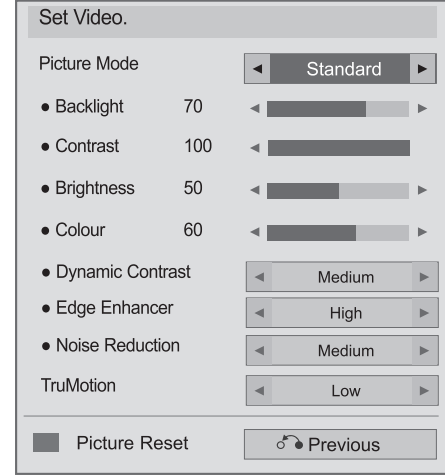 Set Video.
Picture Mode ◄ Standard ►
● Backlight 70 ◄ ►
● Contrast 100 ◄
● Brightness 50 ◄ ►
● Colour 60 ◄ ►
● Dynamic Contrast ◄ Medium ►
● Edge Enhancer ◄ High ►
● Noise Reduction ◄ Medium ►
TruMotion ◄ Low ►
Picture Reset Previous